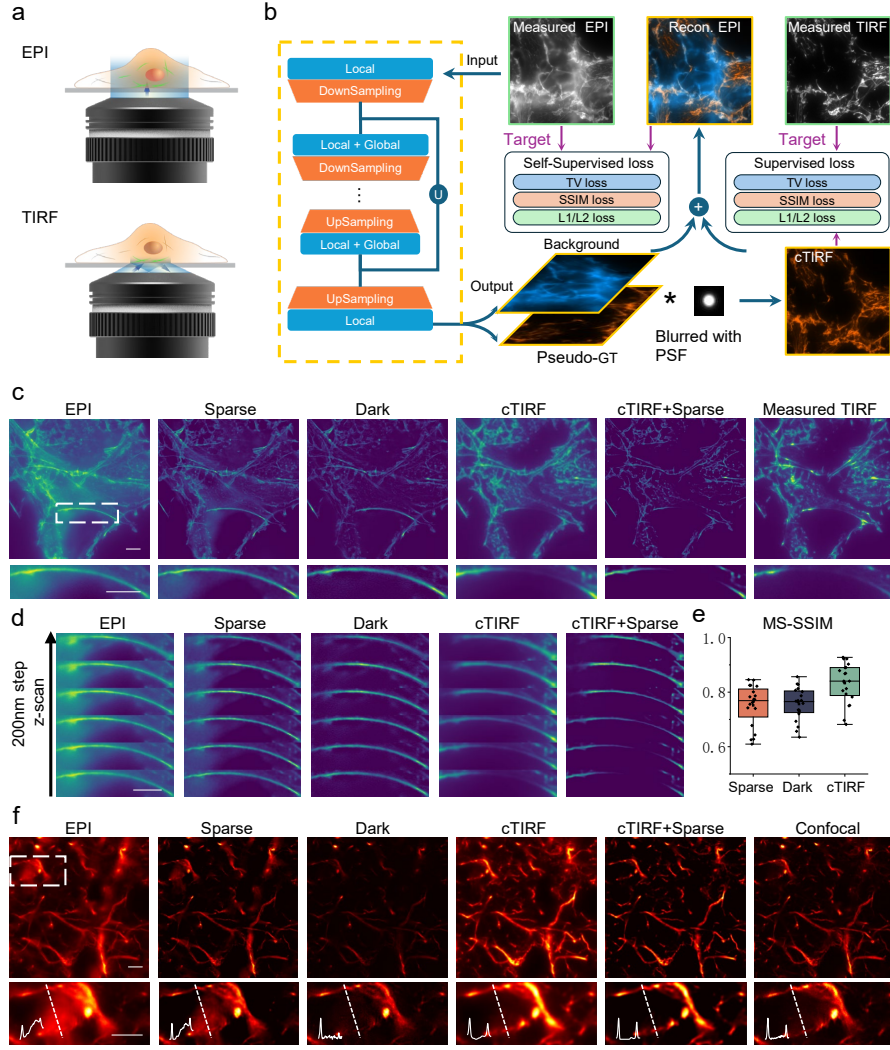 a
EPI
TIRF
b
Local
DownSampling
Local + Global
DownSampling
...
UpSampling
Local + Global
UpSampling
Local
U
Input
Output
Measured EPI
Recon. EPI
Measured TIRF
Target
Target
Self-Supervised loss
TV loss
SSIM loss
L1/L2 loss
Supervised loss
TV loss
SSIM loss
L1/L2 loss
+
Background
Pseudo-GT
*
Blurred with
PSF
cTIRF
c
EPI
Sparse
Dark
cTIRF
cTIRF+Sparse
Measured TIRF
d
EPI
Sparse
Dark
cTIRF
cTIRF+Sparse
200nm step
z-scan
e
MS-SSIM
1.0
0.8
0.6
Sparse
Dark
cTIRF
f
EPI
Sparse
Dark
cTIRF
cTIRF+Sparse
Confocal